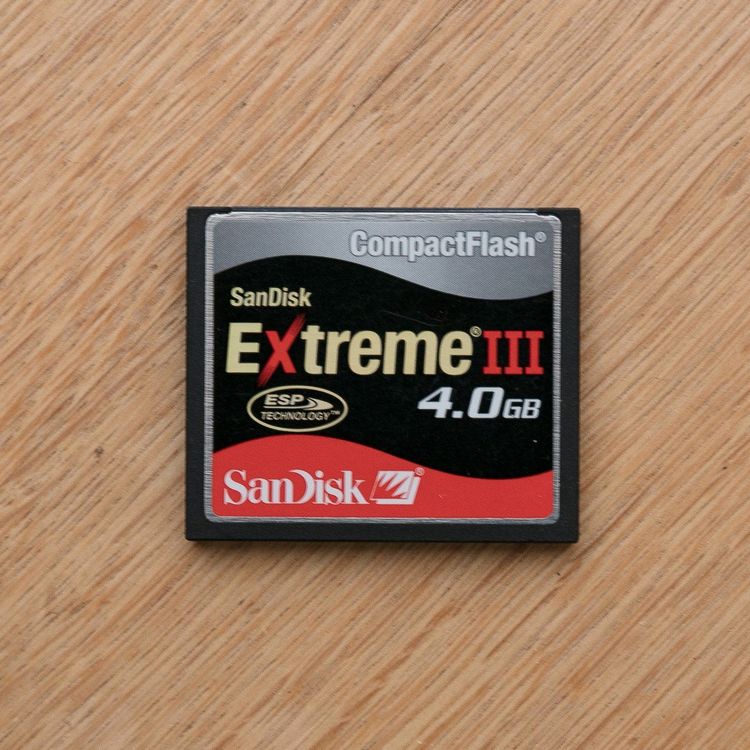 CompactFlash®
SanDisk
Extreme® III
ESP
TECHNOLOGY™
4.0GB
SanDisk®